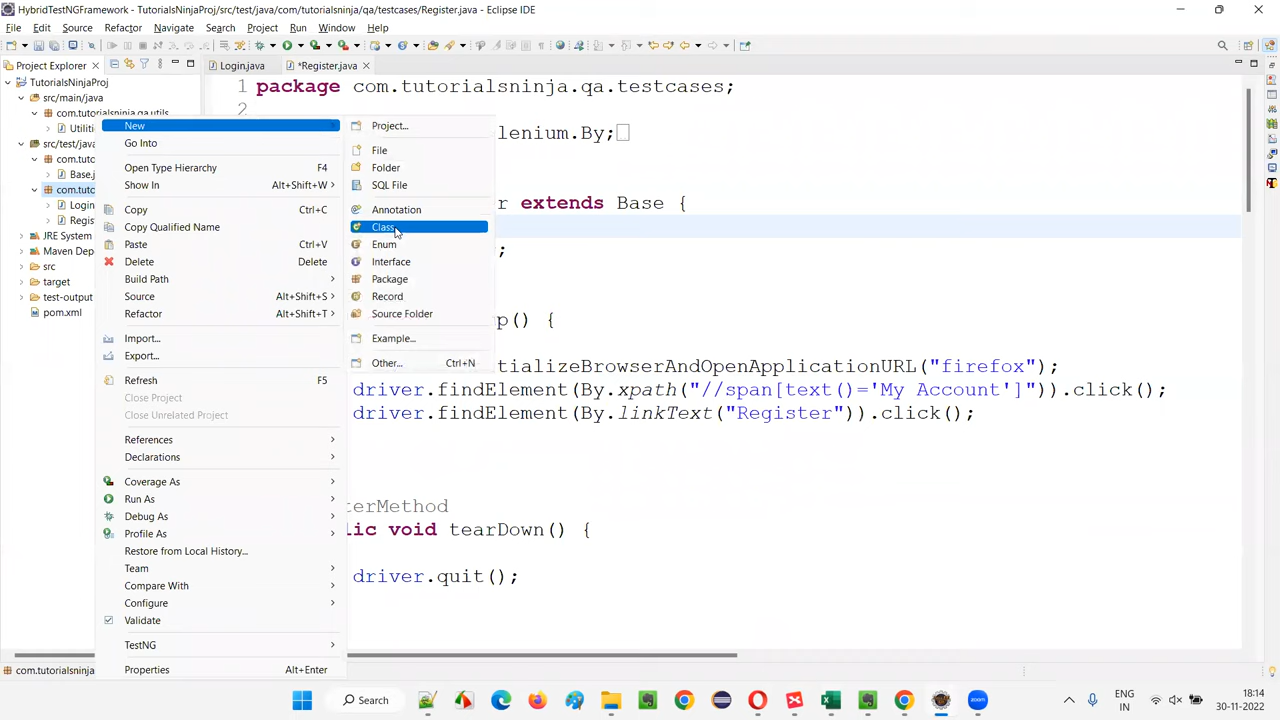 HybridTestNGFramework - TutorialsNinjaProj/src/test/java/com/tutorialsninja/qa/testcases/Register.java - Eclipse IDE
File Edit Source Refactor Navigate Search Project Run Window Help
Project Explorer
Login.java *Register.java
TutorialsNinjaProj
src/main/java
com.tutorialsninja.qa.utils
Utiliti
src/test/java
com.tuto
Base.j
com.tuto
Login
Regis
JRE System
Maven Dep
src
target
test-output
pom.xml
New
Go Into
Open Type Hierarchy F4
Show In Alt+Shift+W
Copy Ctrl+C
Copy Qualified Name
Paste Ctrl+V
Delete Delete
Build Path
Source Alt+Shift+S
Refactor Alt+Shift+T
Import...
Export...
Refresh F5
Close Project
Close Unrelated Project
References
Declarations
Coverage As
Run As
Debug As
Profile As
Restore from Local History...
Team
Compare With
Configure
Validate
TestNG
Properties Alt+Enter
Project...
File
Folder
SQL File
Annotation
Class
Enum
Interface
Package
Record
Source Folder
Example...
Other... Ctrl+N
1 package com.tutorialsninja.qa.testcases;
2
lenium.By;
r extends Base {
;
p() {
tializeBrowserAndOpenApplicationURL("firefox");
driver.findElement(By.xpath("//span[text()='My Account']")).click();
driver.findElement(By.linkText("Register")).click();
terMethod
lic void tearDown() {
driver.quit();
com.tutorialsninja
Search
ENG
IN
18:14
30-11-2022
zoom